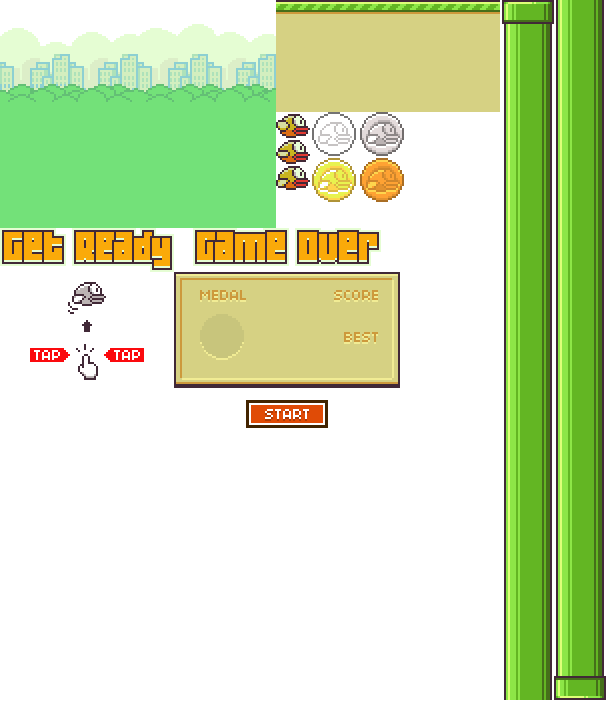 Get Ready
Game Over
MEDAL
SCORE
BEST
TAP
TAP
START